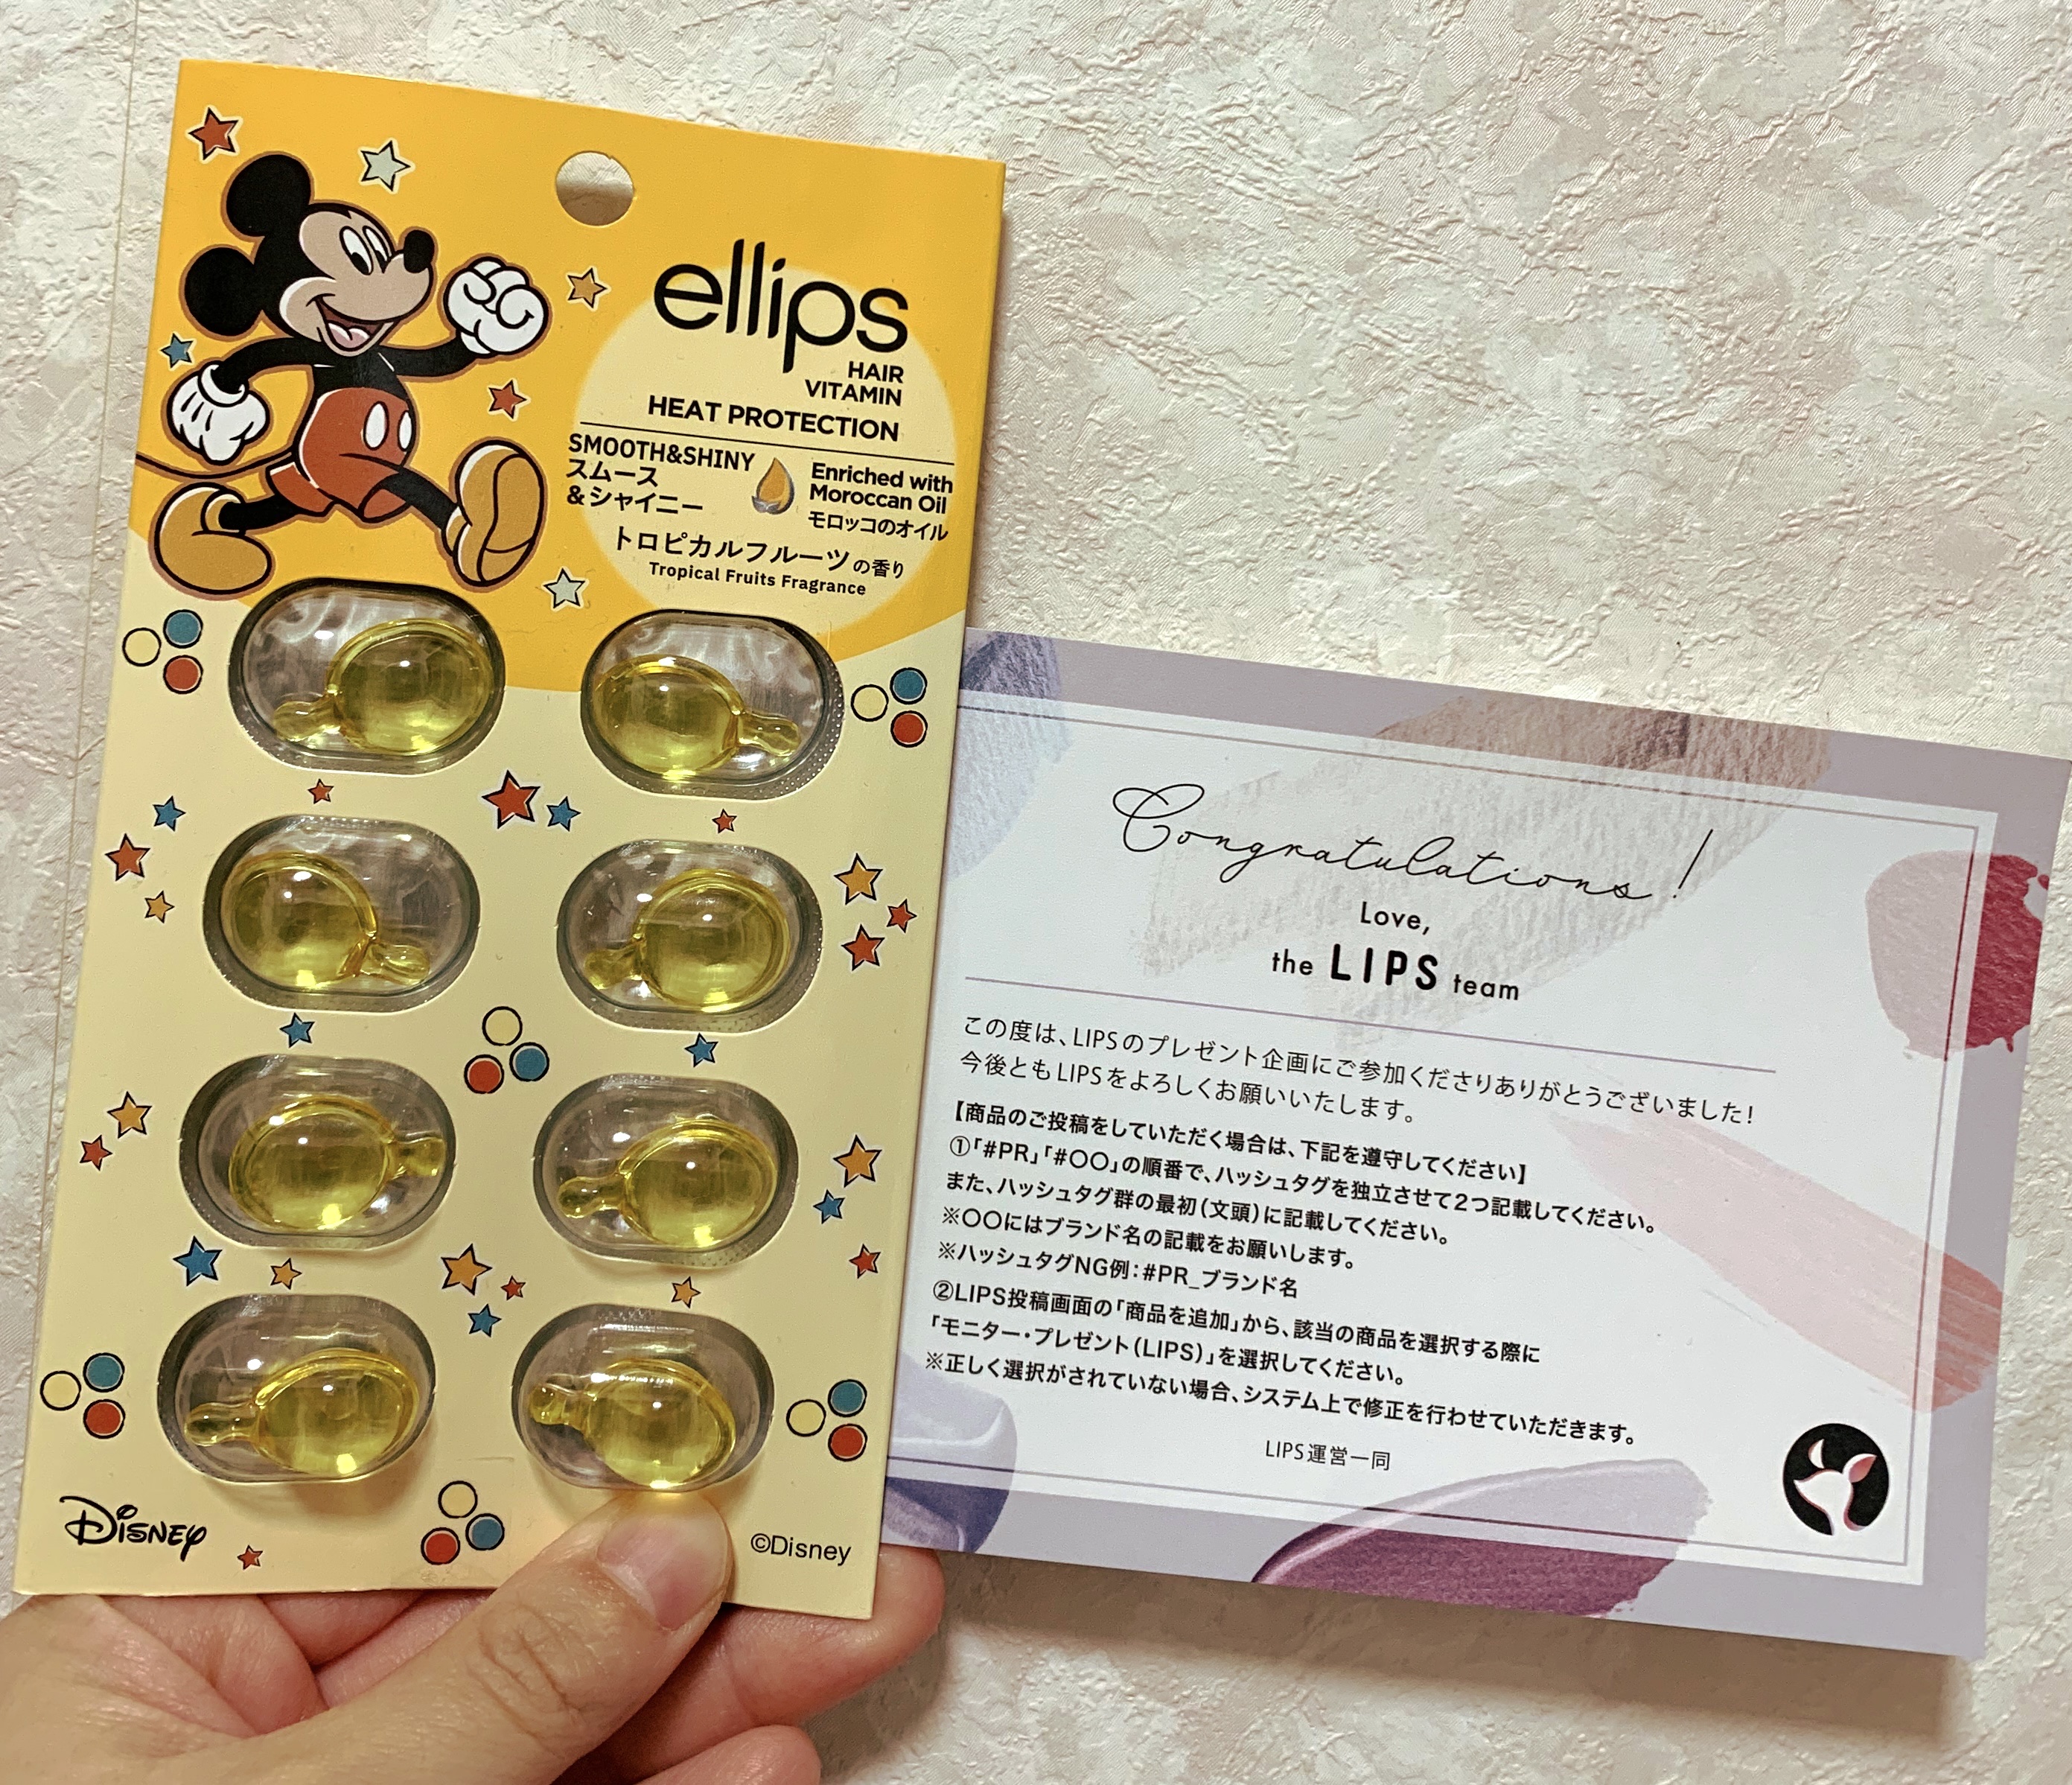 ellips
HAIR
VITAMIN
HEAT PROTECTION
SMOOTH&SHINY
スムース
&シャイニー
Enriched with
Moroccan Oil
モロッコのオイル
トロピカルフルーツの香り
Tropical Fruits Fragrance
Disney
©Disney
Congratulations!
Love,
the LIPS team
この度は、LIPSのプレゼント企画にご参加くださりありがとうございました!
今後ともLIPSをよろしくお願いいたします。
【商品のご投稿をしていただく場合は、下記を遵守してください】
①「#PR」「#〇〇」の順番で、ハッシュタグを独立させて2つ記載してください。
また、ハッシュタグ群の最初(文頭)に記載してください。
※〇〇にはブランド名の記載をお願いします。
※ハッシュタグNG例:#PR_ブランド名
②LIPS投稿画面の「商品を追加」から、該当の商品を選択する際に
「モニター・プレゼント(LIPS)」を選択してください。
※正しく選択がされていない場合、システム上で修正を行わせていただきます。
LIPS運営一同